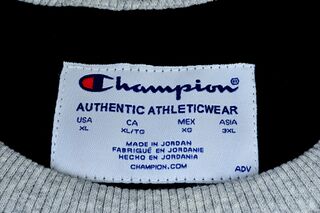 Champion®
AUTHENTIC ATHLETICWEAR
USA CA MEX ASIA
XL XL/TG XG 3XL
MADE IN JORDAN
FABRIQUÉ EN JORDANIE
HECHO EN JORDANIA
CHAMPION.COM
ADV